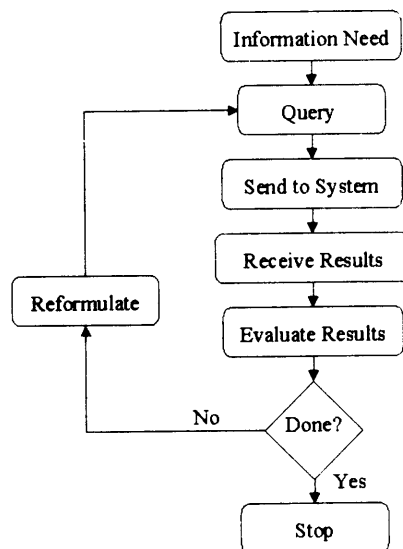 Information Need
Query
Send to System
Receive Results
Reformulate
Evaluate Results
No
Done?
Yes
Stop